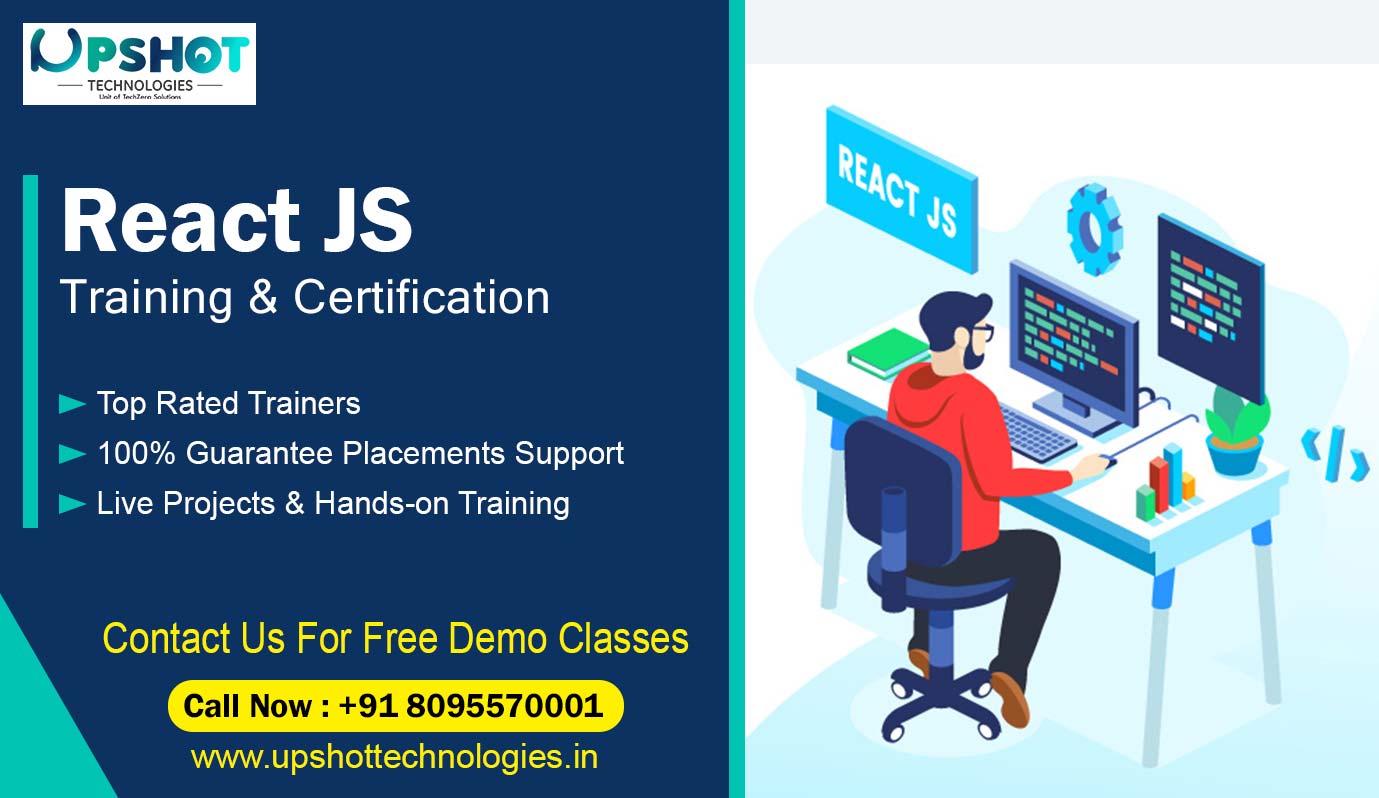 UPSHOT
TECHNOLOGIES
Unit of TechZero Solutions
React JS
Training & Certification
Top Rated Trainers
100% Guarantee Placements Support
Live Projects & Hands-on Training
Contact Us For Free Demo Classes
Call Now : +91 8095570001
www.upshottechnologies.in
REACT JS